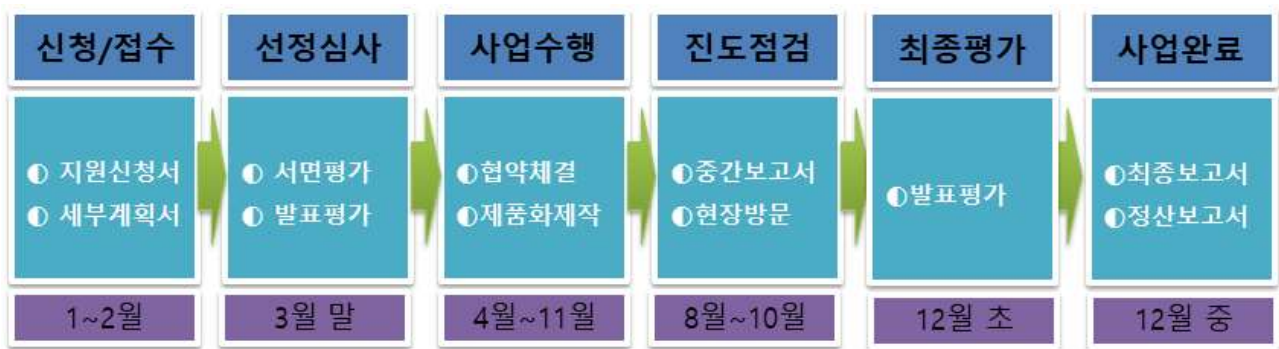 신청/접수
◐ 지원신청서
◐ 세부계획서
1~2월
선정심사
◐ 서면평가
◐ 발표평가
3월 말
사업수행
◐협약체결
◐제품화제작
4월~11월
진도점검
◐중간보고서
◐현장방문
8월~10월
최종평가
◐발표평가
12월 초
사업완료
◐최종보고서
◐정산보고서
12월 중